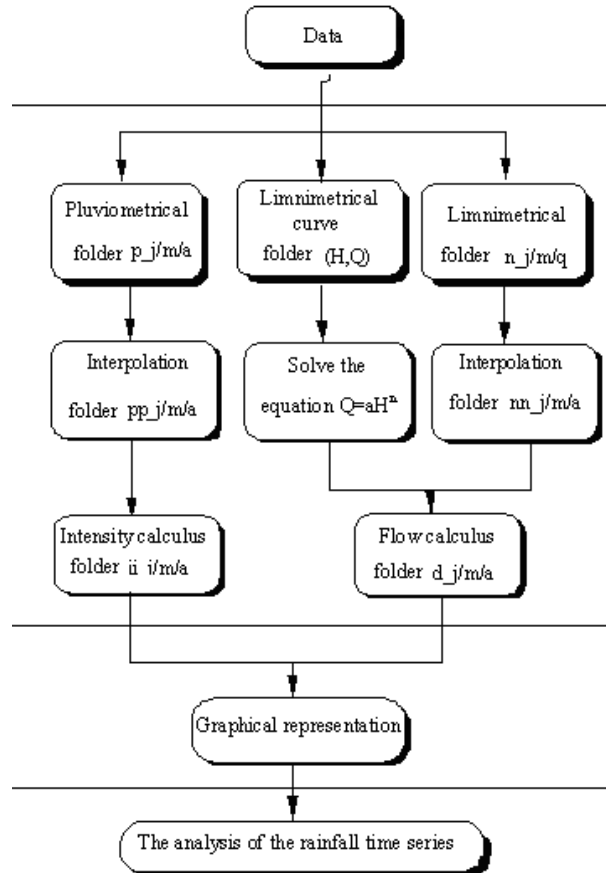 Data
Pluviometrical
folder p_j/m/a
Limnimetrical
curve
folder (H,Q)
Limnimetrical
folder n_j/m/q
Interpolation
folder pp_j/m/a
Solve the
equation Q=aHⁿ
Interpolation
folder nn_j/m/a
Intensity calculus
folder ii i/m/a
Flow calculus
folder d_j/m/a
Graphical representation
The analysis of the rainfall time series